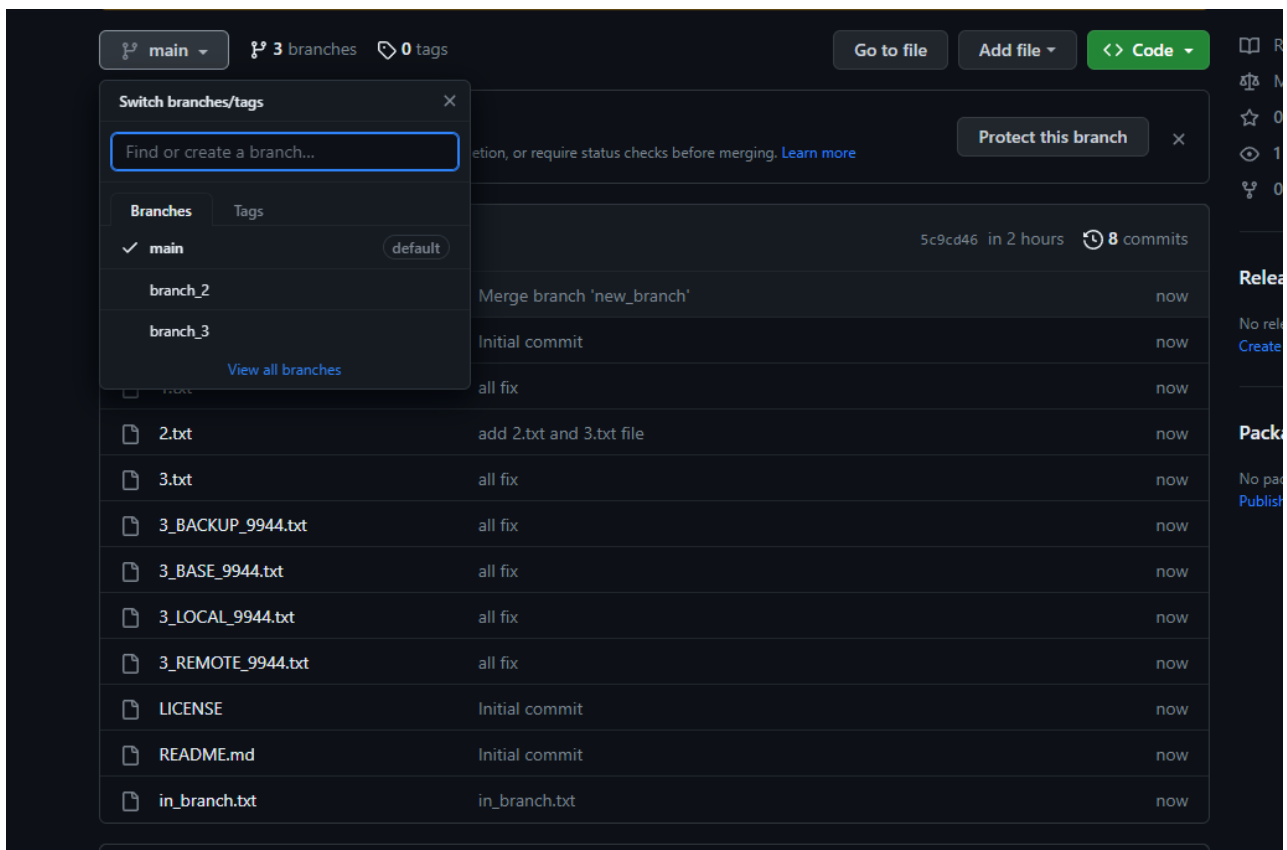 main
3 branches
0 tags
Go to file
Add file
Code
Switch branches/tags
Find or create a branch...
etion, or require status checks before merging. Learn more
Protect this branch
Branches
Tags
main
default
branch_2
branch_3
View all branches
5c9cd46 in 2 hours
8 commits
Merge branch 'new_branch'
now
Initial commit
now
all fix
now
2.txt
add 2.txt and 3.txt file
now
3.txt
all fix
now
3_BACKUP_9944.txt
all fix
now
3_BASE_9944.txt
all fix
now
3_LOCAL_9944.txt
all fix
now
3_REMOTE_9944.txt
all fix
now
LICENSE
Initial commit
now
README.md
Initial commit
now
in_branch.txt
in_branch.txt
now
R
M
0
1
0
Relea
No rele
Create
Packa
No pac
Publish